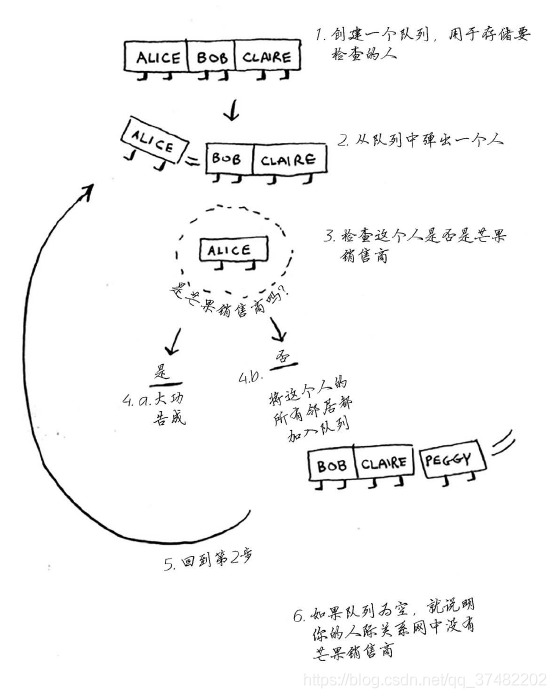 1. 创建一个队列，用于存储要
检查的人
ALICE BOB CLAIRE
2. 从队列中弹出一个人
ALICE
BOB CLAIRE
3. 检查这个人是否是芒果
销售商
ALICE
是芒果销售商吗？
是
4.a. 大功
告成
否
4.b.
将这个人的
所有邻居都
加入队列
BOB CLAIRE PEGGY
5. 回到第2步
6. 如果队列为空，就说明
你的人际关系网中没有
芒果销售商
https://blog.csdn.net/qq_37482202